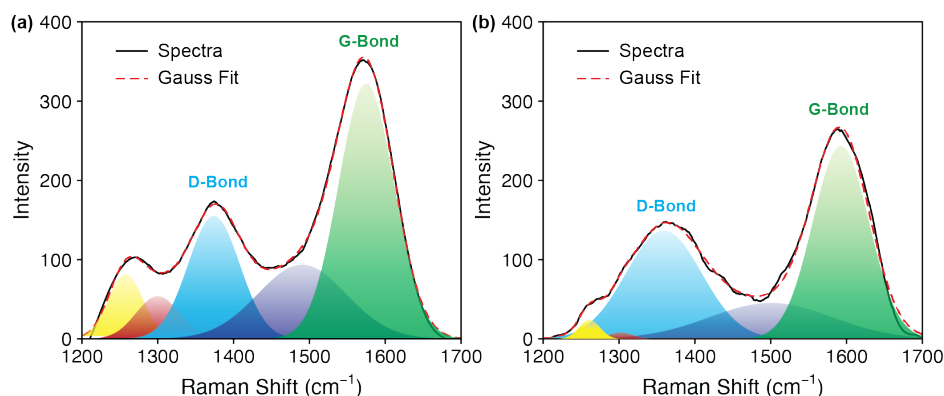 (a)
400
300
200
100
0
Intensity
Spectra
Gauss Fit
D-Bond
G-Bond
1200 1300 1400 1500 1600 1700
Raman Shift (cm⁻¹)
(b)
400
300
200
100
0
Intensity
Spectra
Gauss Fit
D-Bond
G-Bond
1200 1300 1400 1500 1600 1700
Raman Shift (cm⁻¹)